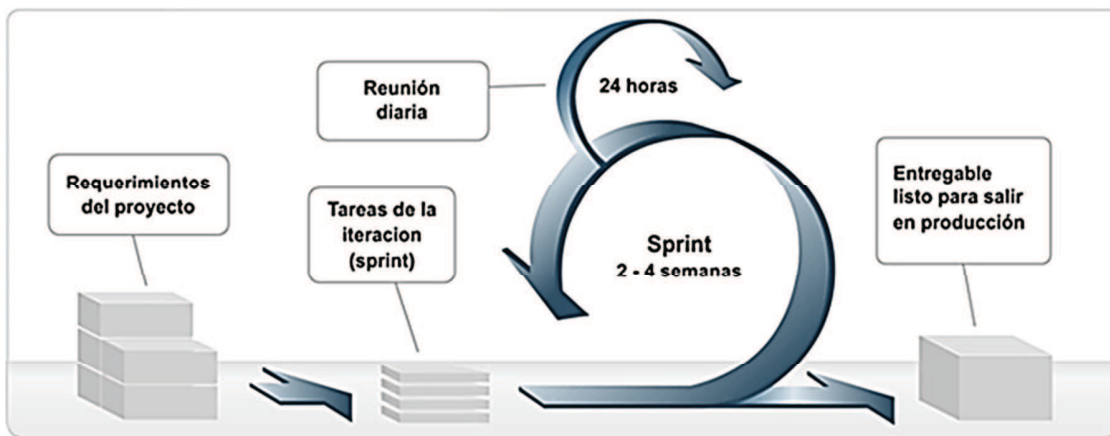 Reunión
diaria
24 horas
Requerimientos
del proyecto
Tareas de la
iteracion
(sprint)
Sprint
2 - 4 semanas
Entregable
listo para salir
en producción